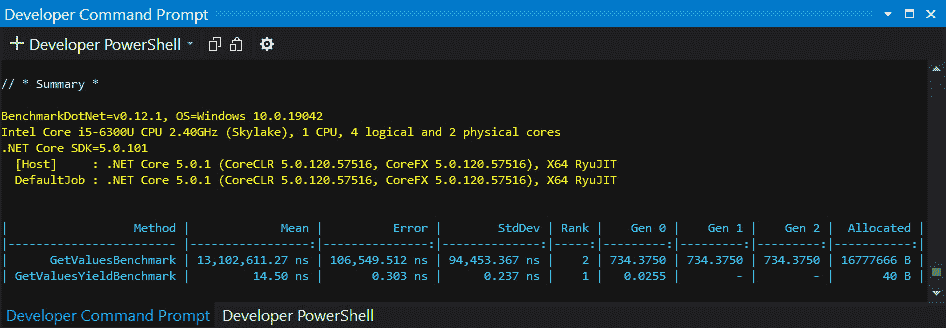 Developer Command Prompt
Developer PowerShell
// * Summary *
BenchmarkDotNet=v0.12.1, OS=Windows 10.0.19042
Intel Core i5-6300U CPU 2.40GHz (Skylake), 1 CPU, 4 logical and 2 physical cores
.NET Core SDK=5.0.101
  [Host]     : .NET Core 5.0.1 (CoreCLR 5.0.120.57516, CoreFX 5.0.120.57516), X64 RyuJIT
  DefaultJob : .NET Core 5.0.1 (CoreCLR 5.0.120.57516, CoreFX 5.0.120.57516), X64 RyuJIT
|                  Method |             Mean |          Error |        StdDev | Rank |    Gen 0 |    Gen 1 |    Gen 2 |  Allocated |
|------------------------ |-----------------:|---------------:|--------------:|-----:|---------:|---------:|---------:|-----------:|
|      GetValuesBenchmark | 13,102,611.27 ns | 106,549.512 ns | 94,453.367 ns |    2 | 734.3750 | 734.3750 | 734.3750 | 16777666 B |
| GetValuesYieldBenchmark |         14.50 ns |       0.303 ns |      0.237 ns |    1 |   0.0255 |        - |        - |       40 B |
Developer Command Prompt Developer PowerShell